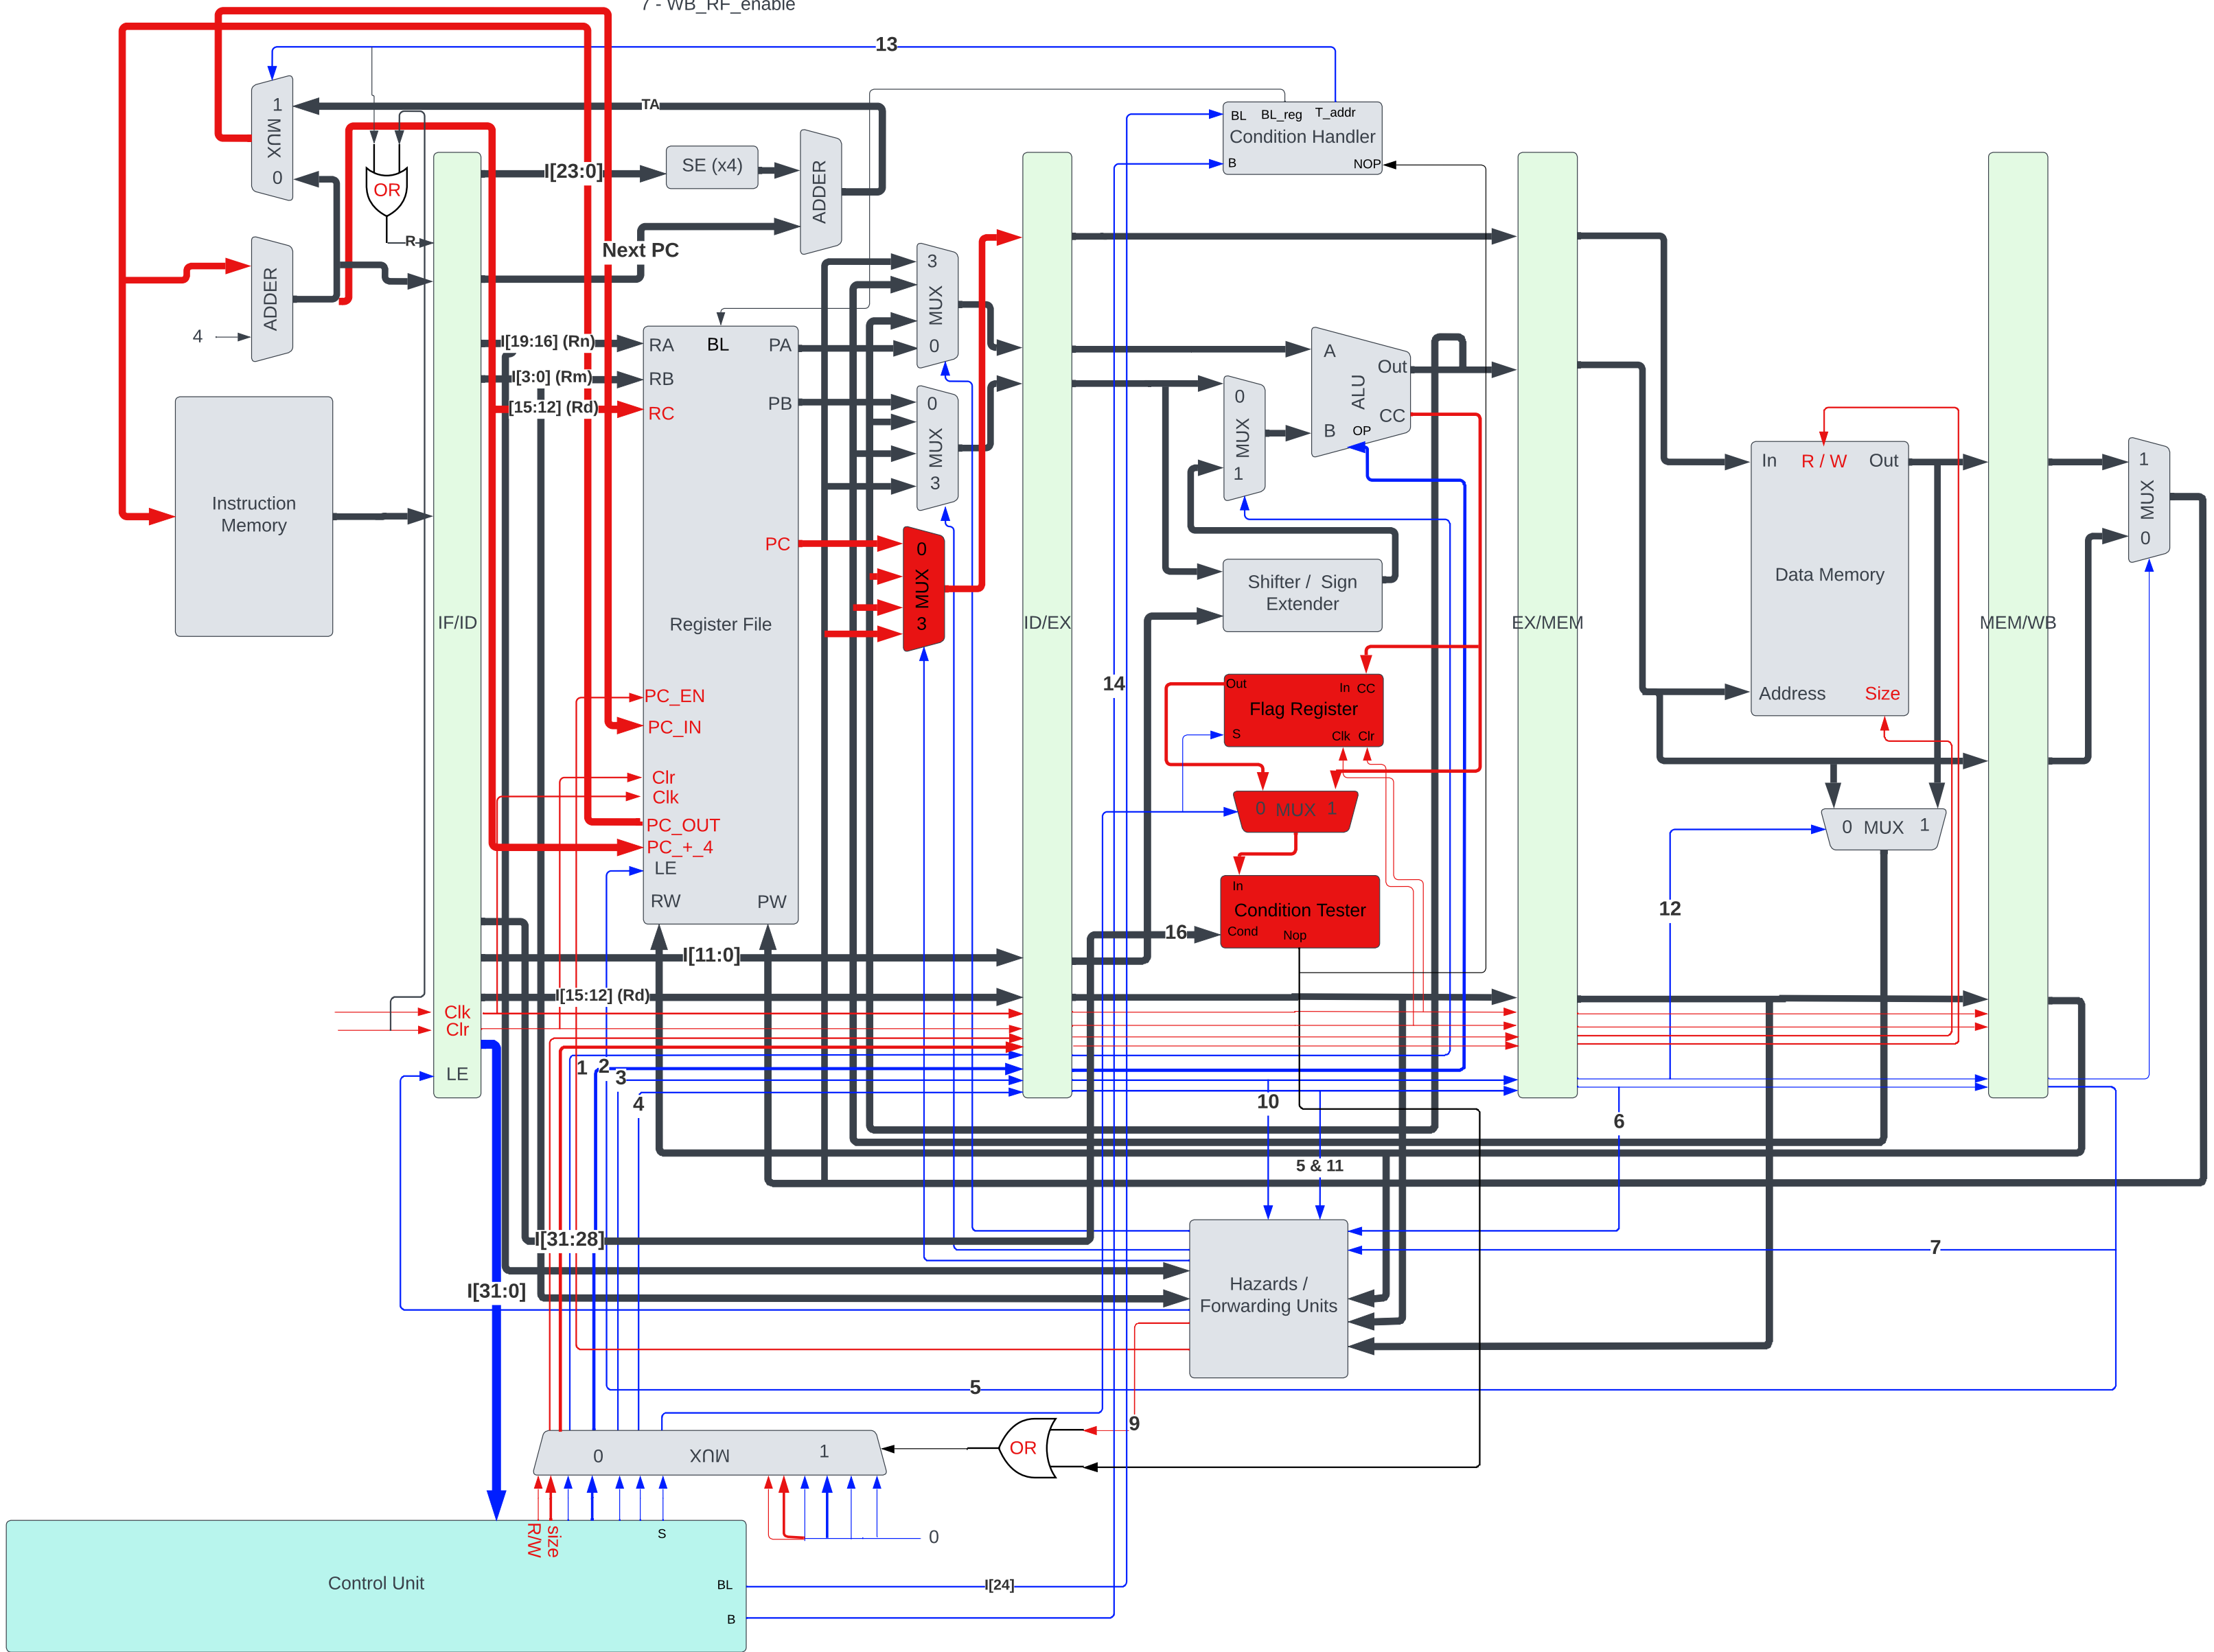 7 - WB_RF_enable
13
1
MUX
0
TA
OR
R
ADDER
4
Instruction
Memory
IF/ID
Clk
Clr
LE
I[23:0]
SE (x4)
ADDER
Next PC
I[19:16] (Rn)
I[3:0] (Rm)
[15:12] (Rd)
RA
BL
PA
RB
RC
PB
PC
Register File
PC_EN
PC_IN
Clr
Clk
PC_OUT
PC_+_4
LE
RW
PW
I[11:0]
I[15:12] (Rd)
3
MUX
0
0
MUX
3
0
MUX
3
ID/EX
BL
BL_reg
T_addr
Condition Handler
B
NOP
14
A
Out
ALU
CC
B
OP
0
MUX
1
Shifter / Sign
Extender
Out
In
CC
Flag Register
S
Clk
Clr
0 MUX 1
In
Condition Tester
16
Cond
Nop
EX/MEM
In
R / W
Out
Data Memory
Address
Size
0 MUX 1
12
MEM/WB
1
MUX
0
1
2
3
4
10
5 & 11
6
I[31:28]
I[31:0]
7
Hazards /
Forwarding Units
5
9
OR
0
MUX
1
R/W
size
S
0
Control Unit
BL
I[24]
B